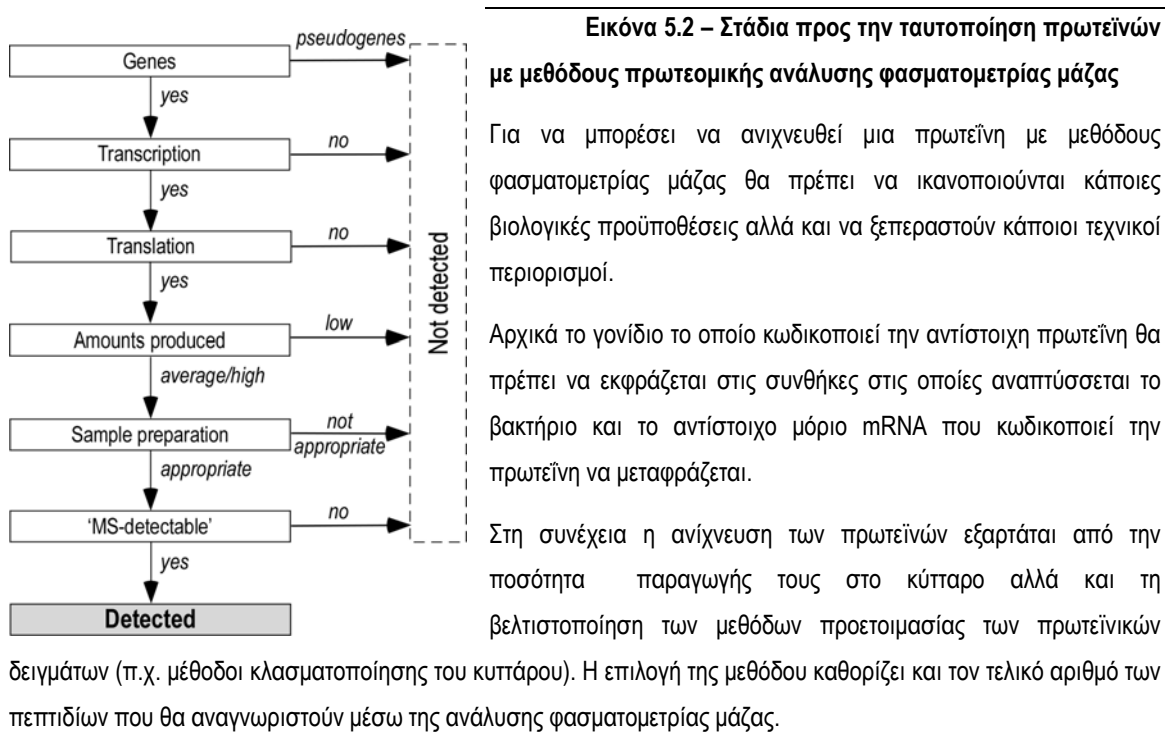 pseudogenes
Genes
yes
Transcription
no
yes
Translation
no
yes
Amounts produced
low
average/high
Sample preparation
not
appropriate
appropriate
'MS-detectable'
no
yes
Detected
Not detected
Εικόνα 5.2 – Στάδια προς την ταυτοποίηση πρωτεϊνών
με μεθόδους πρωτεομικής ανάλυσης φασματομετρίας μάζας
Για να μπορέσει να ανιχνευθεί μια πρωτεΐνη με μεθόδους
φασματομετρίας μάζας θα πρέπει να ικανοποιούνται κάποιες
βιολογικές προϋποθέσεις αλλά και να ξεπεραστούν κάποιοι τεχνικοί
περιορισμοί.
Αρχικά το γονίδιο το οποίο κωδικοποιεί την αντίστοιχη πρωτεΐνη θα
πρέπει να εκφράζεται στις συνθήκες στις οποίες αναπτύσσεται το
βακτήριο και το αντίστοιχο μόριο mRNA που κωδικοποιεί την
πρωτεΐνη να μεταφράζεται.
Στη συνέχεια η ανίχνευση των πρωτεϊνών εξαρτάται από την
ποσότητα παραγωγής τους στο κύτταρο αλλά και τη
βελτιστοποίηση των μεθόδων προετοιμασίας των πρωτεϊνικών
δειγμάτων (π.χ. μέθοδοι κλασματοποίησης του κυττάρου). Η επιλογή της μεθόδου καθορίζει και τον τελικό αριθμό των
πεπτιδίων που θα αναγνωριστούν μέσω της ανάλυσης φασματομετρίας μάζας.